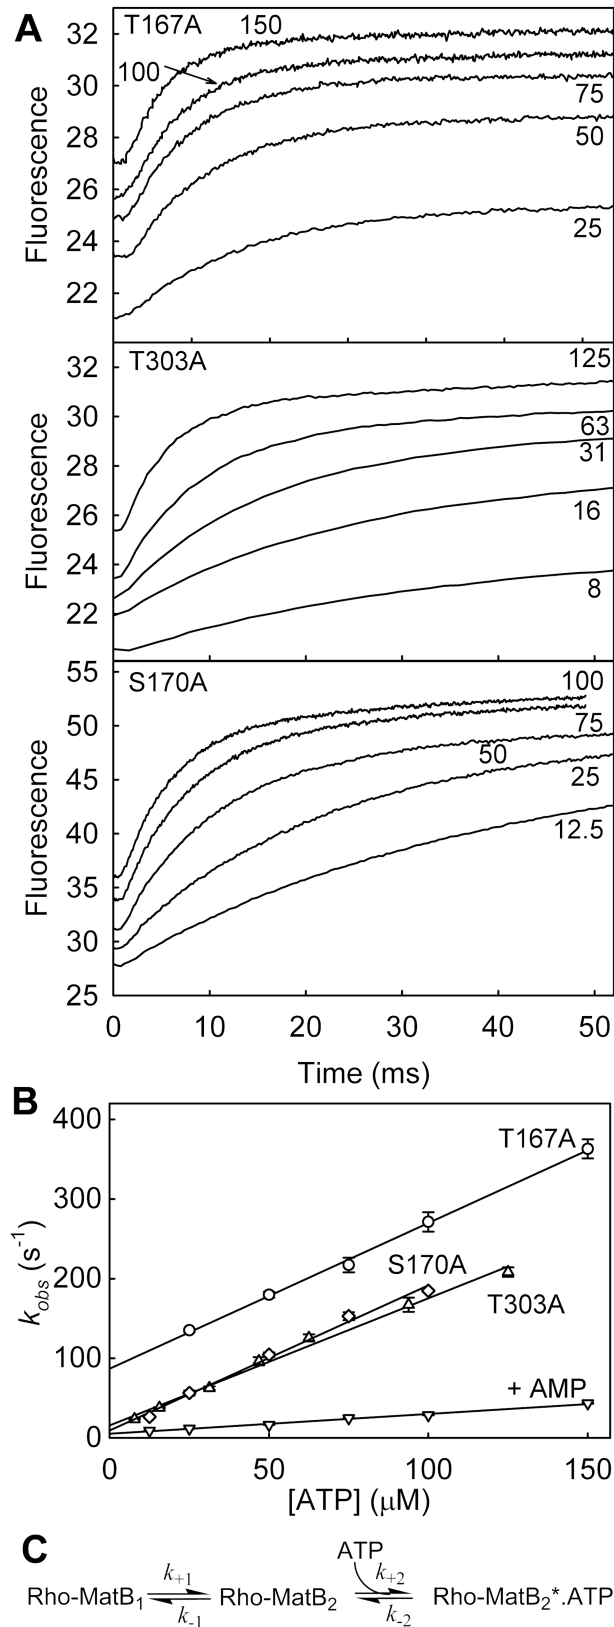 A
T167A 150
32
100
30
75
28
50
26
24
25
22
Fluorescence
T303A
125
32
30
63
31
28
26
16
24
8
22
Fluorescence
55
S170A
100
50
75
50
45
25
40
12.5
35
30
25
Fluorescence
0 10 20 30 40 50
Time (ms)
B
400
T167A
300
S170A
200
T303A
100
+ AMP
0
k_obs (s⁻¹)
0 50 100 150
[ATP] (μM)
C
ATP
k+1 k+2
Rho-MatB₁ Rho-MatB₂ Rho-MatB₂*.ATP
k-1 k-2